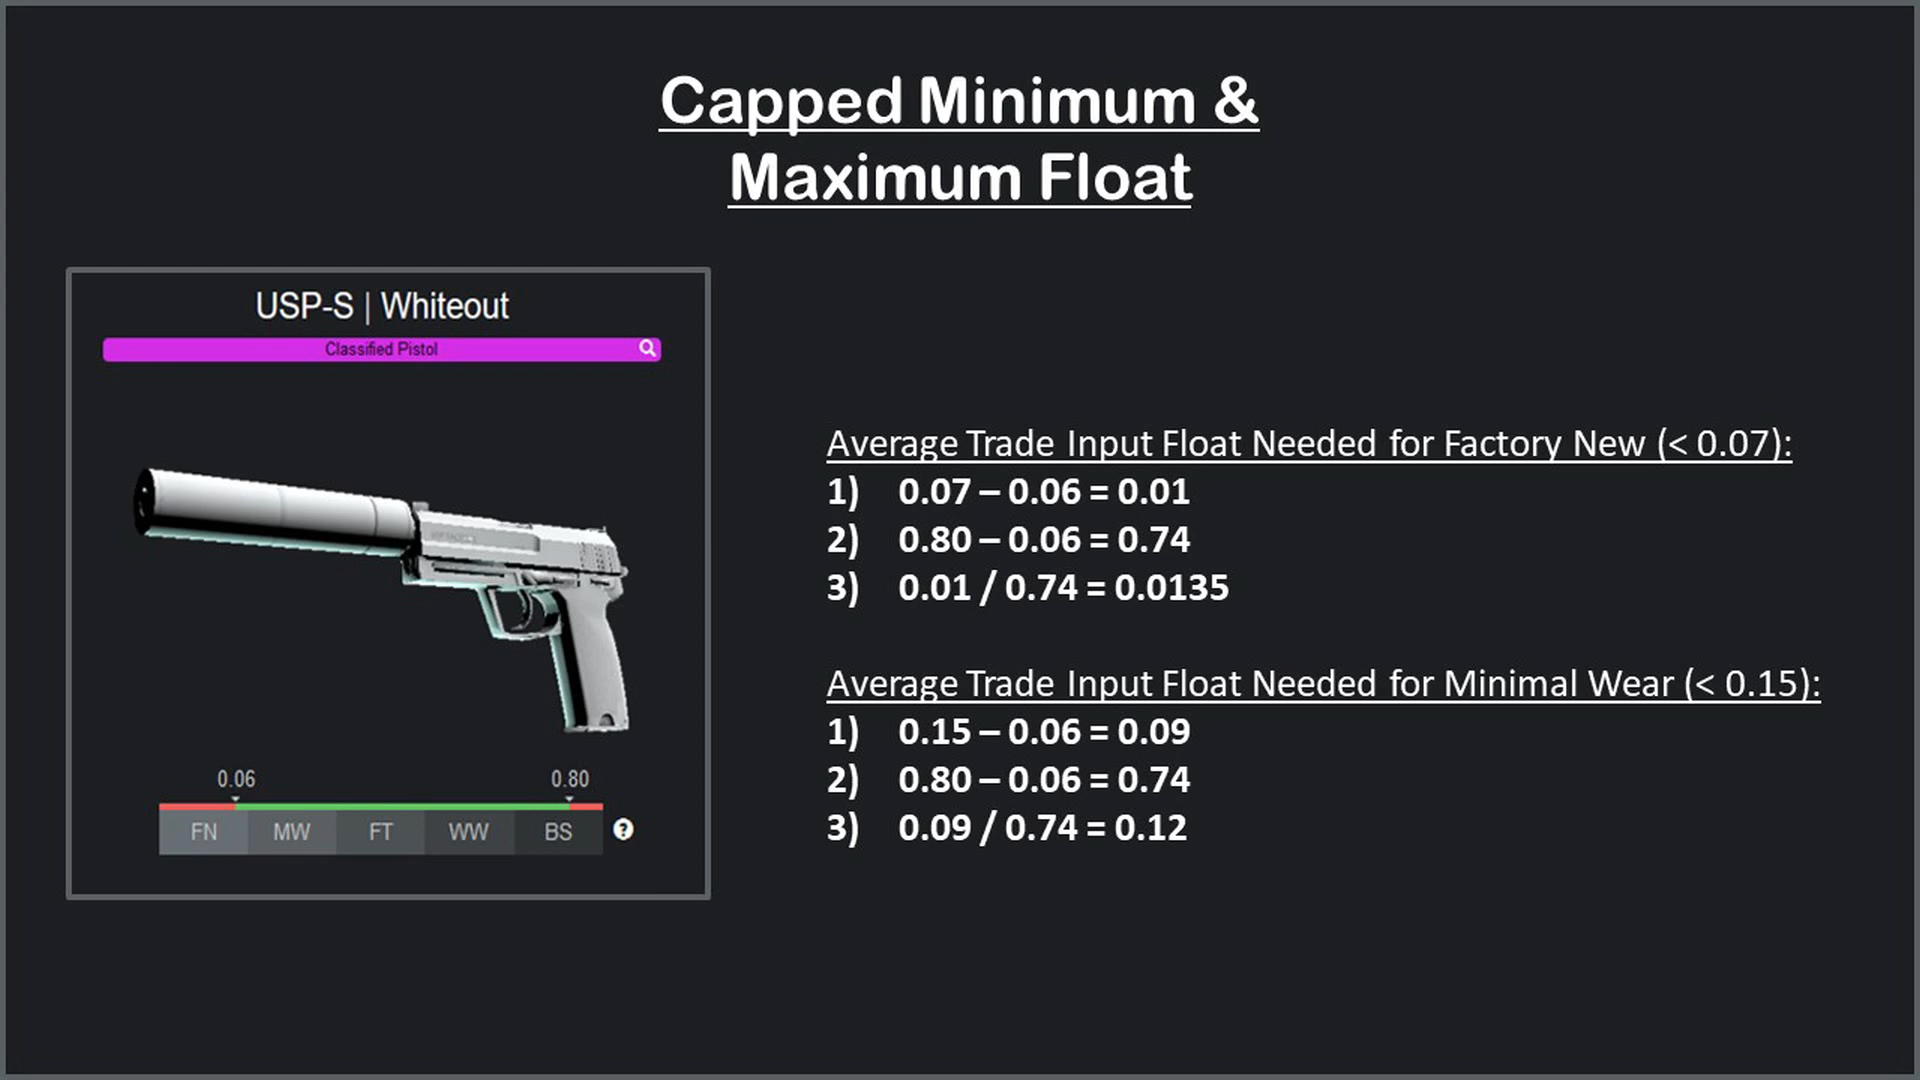 Capped Minimum &
Maximum Float
USP-S | Whiteout
Classified Pistol
0.06 0.80
FN MW FT WW BS ?
Average Trade Input Float Needed for Factory New (< 0.07):
1) 0.07 – 0.06 = 0.01
2) 0.80 – 0.06 = 0.74
3) 0.01 / 0.74 = 0.0135
Average Trade Input Float Needed for Minimal Wear (< 0.15):
1) 0.15 – 0.06 = 0.09
2) 0.80 – 0.06 = 0.74
3) 0.09 / 0.74 = 0.12